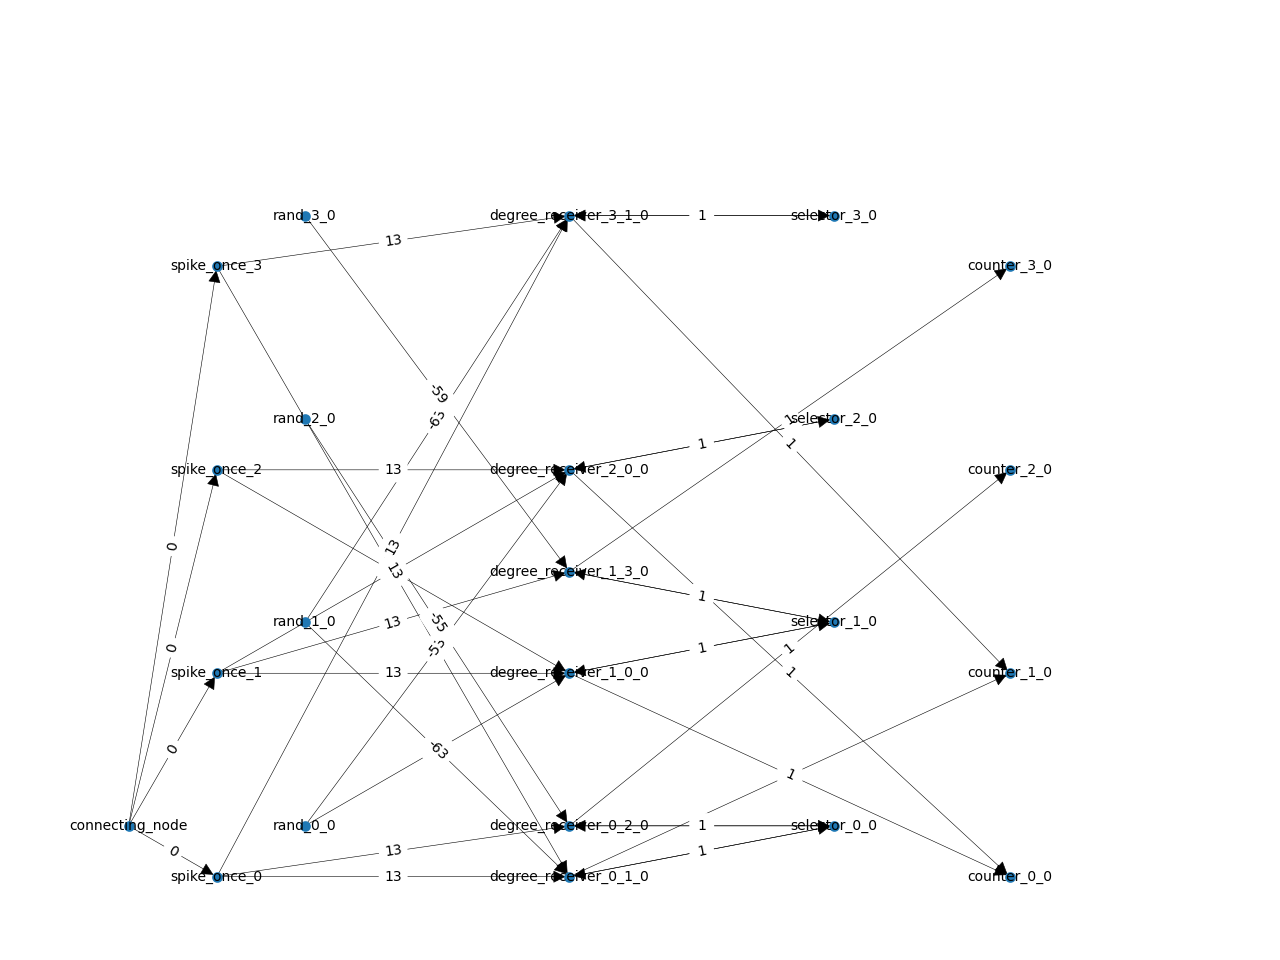 rand_3_0
degree_receiver_3_1_0
1
selector_3_0
13
spike_once_3
counter_3_0
-59
rand_2_0
1
selector_2_0
1
1
spike_once_2
13
degree_receiver_2_0_0
counter_2_0
0
13
13
degree_receiver_1_3_0
1
rand_1_0
-55
13
selector_1_0
0
1
1
spike_once_1
13
degree_receiver_1_0_0
1
counter_1_0
0
-63
1
connecting_node
rand_0_0
degree_receiver_0_2_0
1
selector_0_0
0
13
1
spike_once_0
13
degree_receiver_0_1_0
counter_0_0